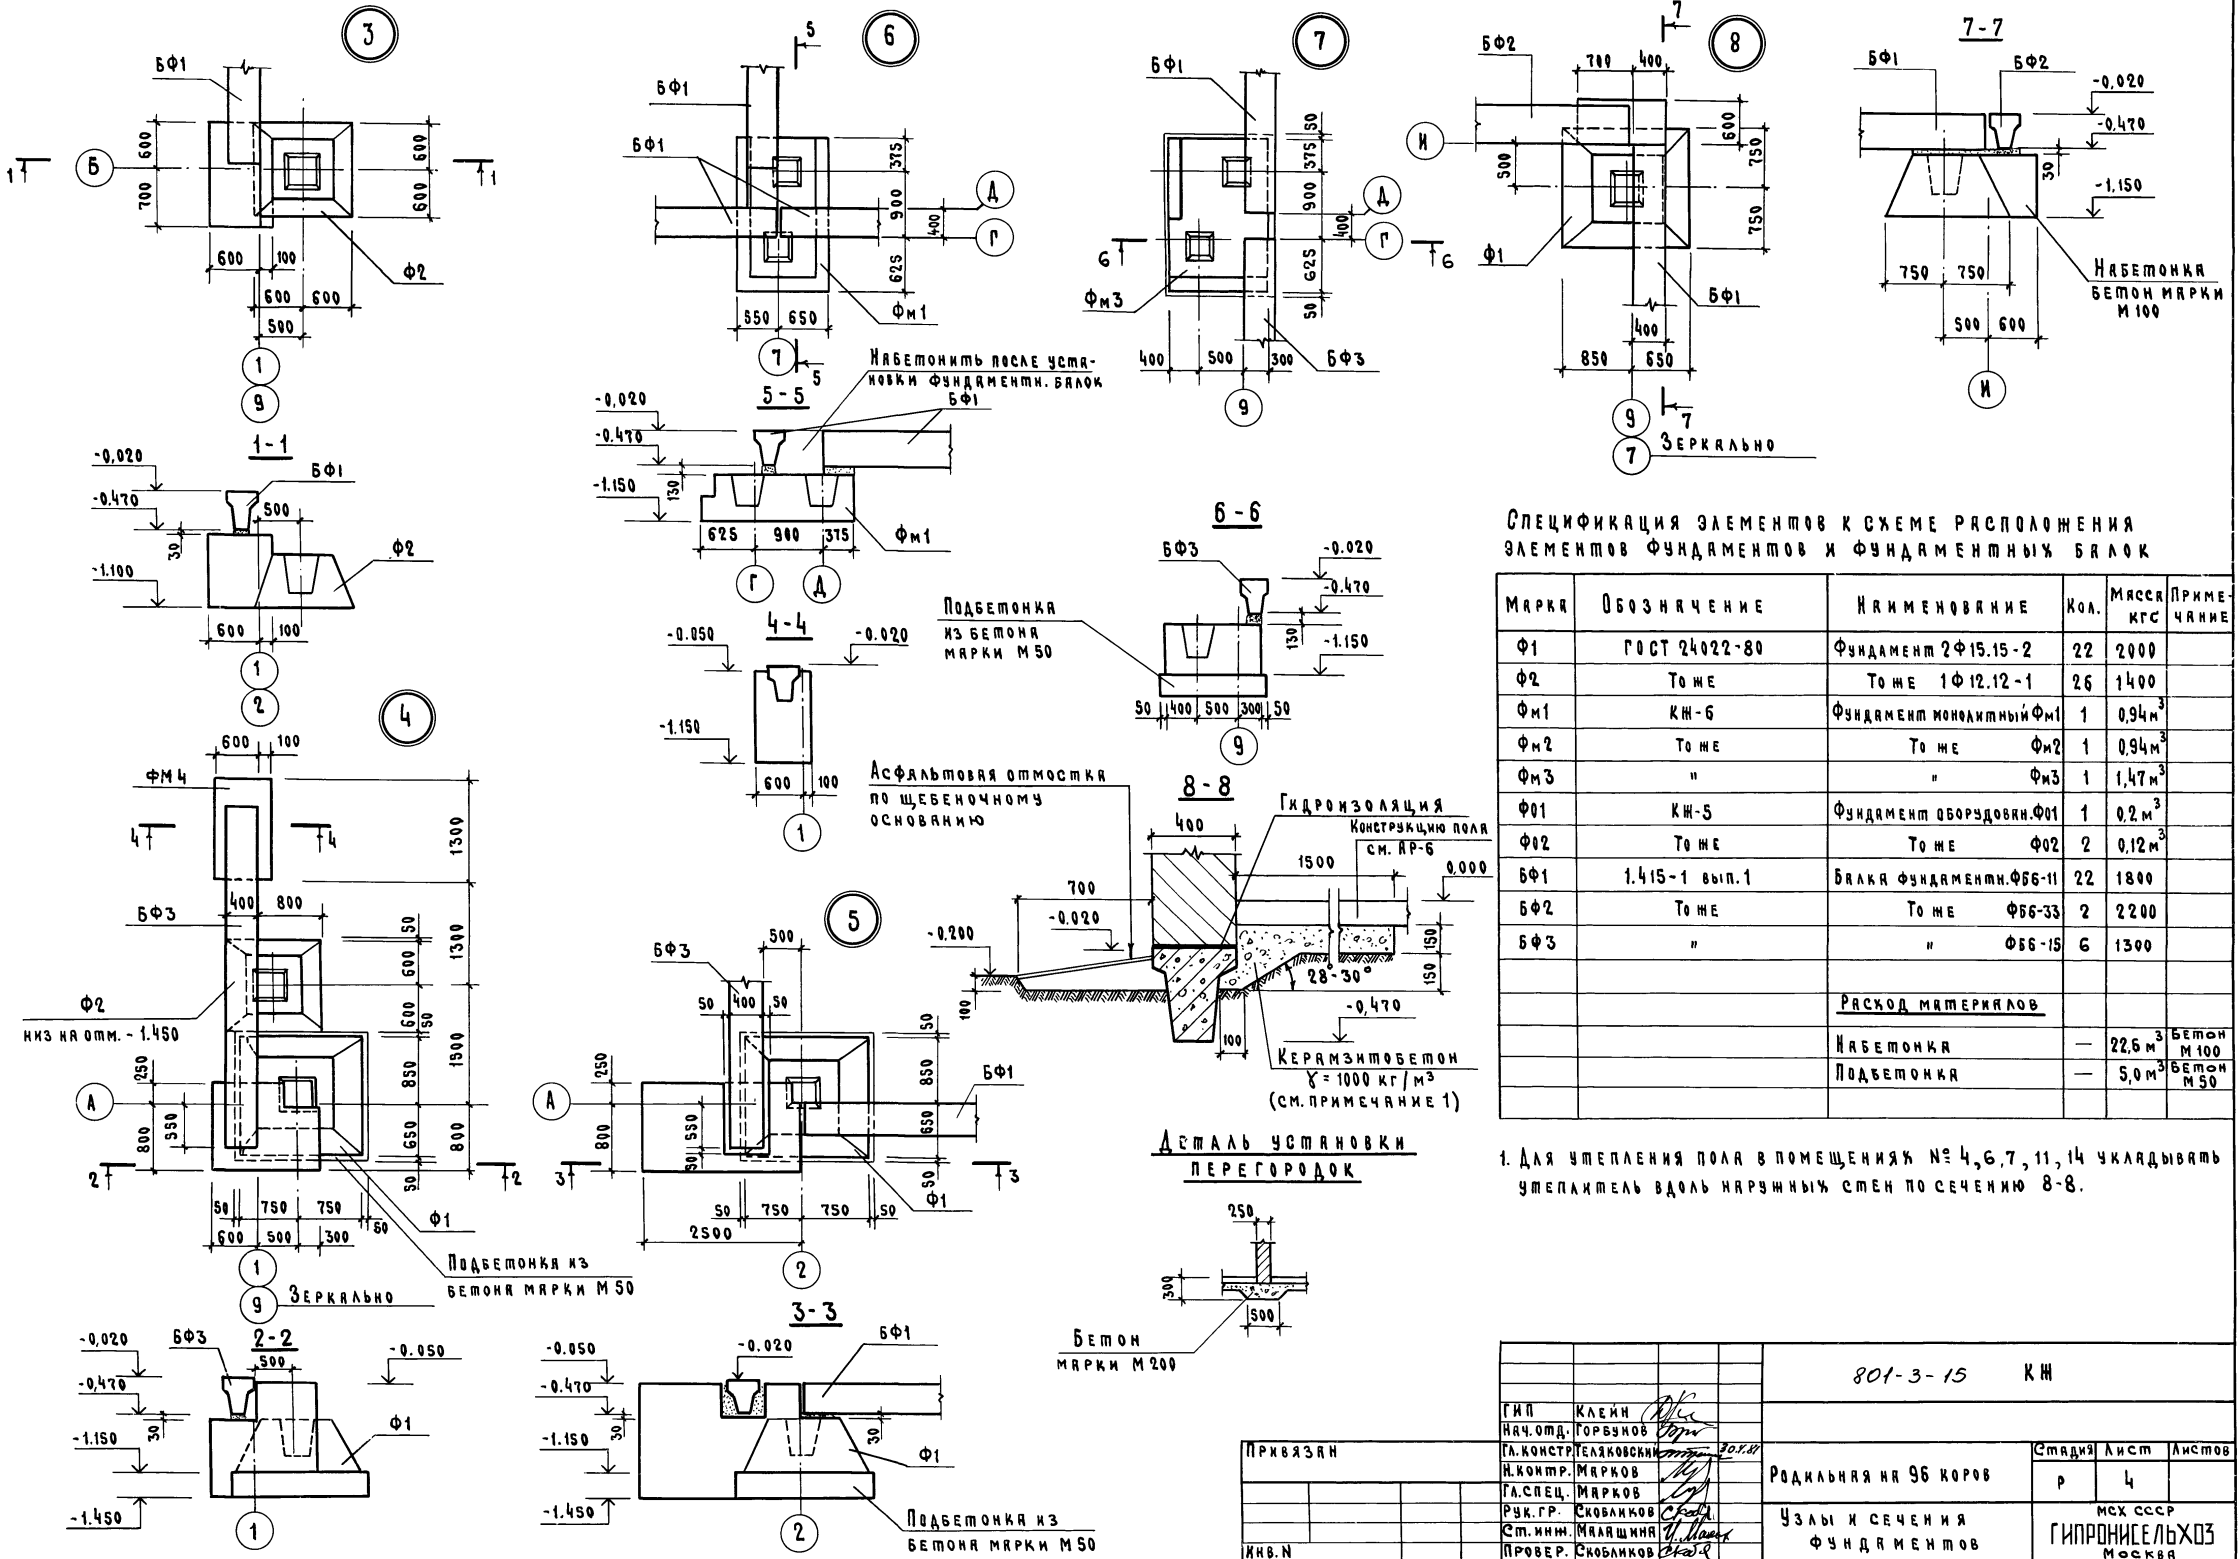 3
БФ1
600
700
Б
600
600
1
1
600
100
600
600
500
Ф2
1
9
6
5
БФ1
БФ1
375
900
400
625
Д
Г
550
650
Фм1
7
5
7
БФ1
50
375
900
400
625
50
Д
Г
6
6
Фм3
400
500
300
БФ3
9
8
7
БФ2
700
400
И
500
600
750
750
Ф1
БФ1
400
850
650
9
7
7
Зеркально
7-7
БФ1
БФ2
-0,020
-0,470
30
-1,150
750
750
500
600
И
Набетонка
бетон марки
М100
1-1
-0,020
БФ1
-0.470
500
30
Ф2
-1.100
600
100
1
2
Набетонить после уста-
новки фундаментн. балок
5-5
БФ1
-0,020
-0.470
130
-1.150
625
900
375
Фм1
Г
Д
4-4
-0.050
-0.020
-1.150
600
100
1
6-6
БФ3
-0.020
-0.470
130
-1.150
Подбетонка
из бетона
марки М50
50
400
500
300
50
9
4
600
100
ФМ4
4
4
1300
400
800
БФ3
50
600
600
50
1300
1500
Ф2
низ на отм. -1.450
250
А
550
800
850
650
50
800
2
2
50
750
750
50
600
500
300
Ф1
1
9
Зеркально
Подбетонка из
бетона марки М50
5
БФ3
500
50
400
50
250
А
550
800
50
50
850
650
50
БФ1
3
3
50
750
750
50
2500
Ф1
2
8-8
Асфальтовая отмостка
по щебеночному
основанию
Гидроизоляция
400
Конструкцию пола
см. АР-6
1500
0,000
700
-0.020
-0.200
100
28-30°
150
150
-0,470
100
Керамзитобетон
γ = 1000 кг/м³
(см. примечание 1)
Деталь установки
перегородок
250
300
500
Бетон
марки М200
2-2
-0,020
БФ3
500
-0.050
-0,470
30
Ф1
-1.150
-1.450
1
3-3
-0.050
-0.020
БФ1
-0.470
30
-1.150
Ф1
-1.450
2
Подбетонка из
бетона марки М50
Спецификация элементов к схеме расположения
элементов фундаментов и фундаментных балок
Марка Обозначение Наименование Кол. Масса кгс Примечание
Ф1 ГОСТ 24022-80 Фундамент 2Ф15.15-2 22 2000
Ф2 То же То же 1Ф12.12-1 26 1400
Фм1 КЖ-6 Фундамент монолитный Фм1 1 0,94 м³
Фм2 То же То же Фм2 1 0,94 м³
Фм3 " " Фм3 1 1,47 м³
Ф01 КЖ-5 Фундамент оборудован. Ф01 1 0,2 м³
Ф02 То же То же Ф02 2 0,12 м³
БФ1 1.415-1 вып.1 Балка фундаментн. ФБ6-11 22 1800
БФ2 То же То же ФБ6-33 2 2200
БФ3 " " ФБ6-15 6 1300
Расход материалов
Набетонка — 22,6 м³ Бетон М100
Подбетонка — 5,0 м³ Бетон М50
1. Для утепления пола в помещениях № 4,6,7,11,14 укладывать
утеплитель вдоль наружных стен по сечению 8-8.
801-3-15 КЖ
ГИП Клейн
Нач.отд. Горбунов
Гл.констр. Теляковский
Н.контр. Марков
Гл.спец. Марков
Рук.гр. Скобликов
Ст.инж. Малашина
Провер. Скобликов
Привязан
Инв.N
Родильная на 96 коров
Стадия Лист Листов
Р 4
Узлы и сечения
фундаментов
МСХ СССР
ГИПРОНИСЕЛЬХОЗ
Москва